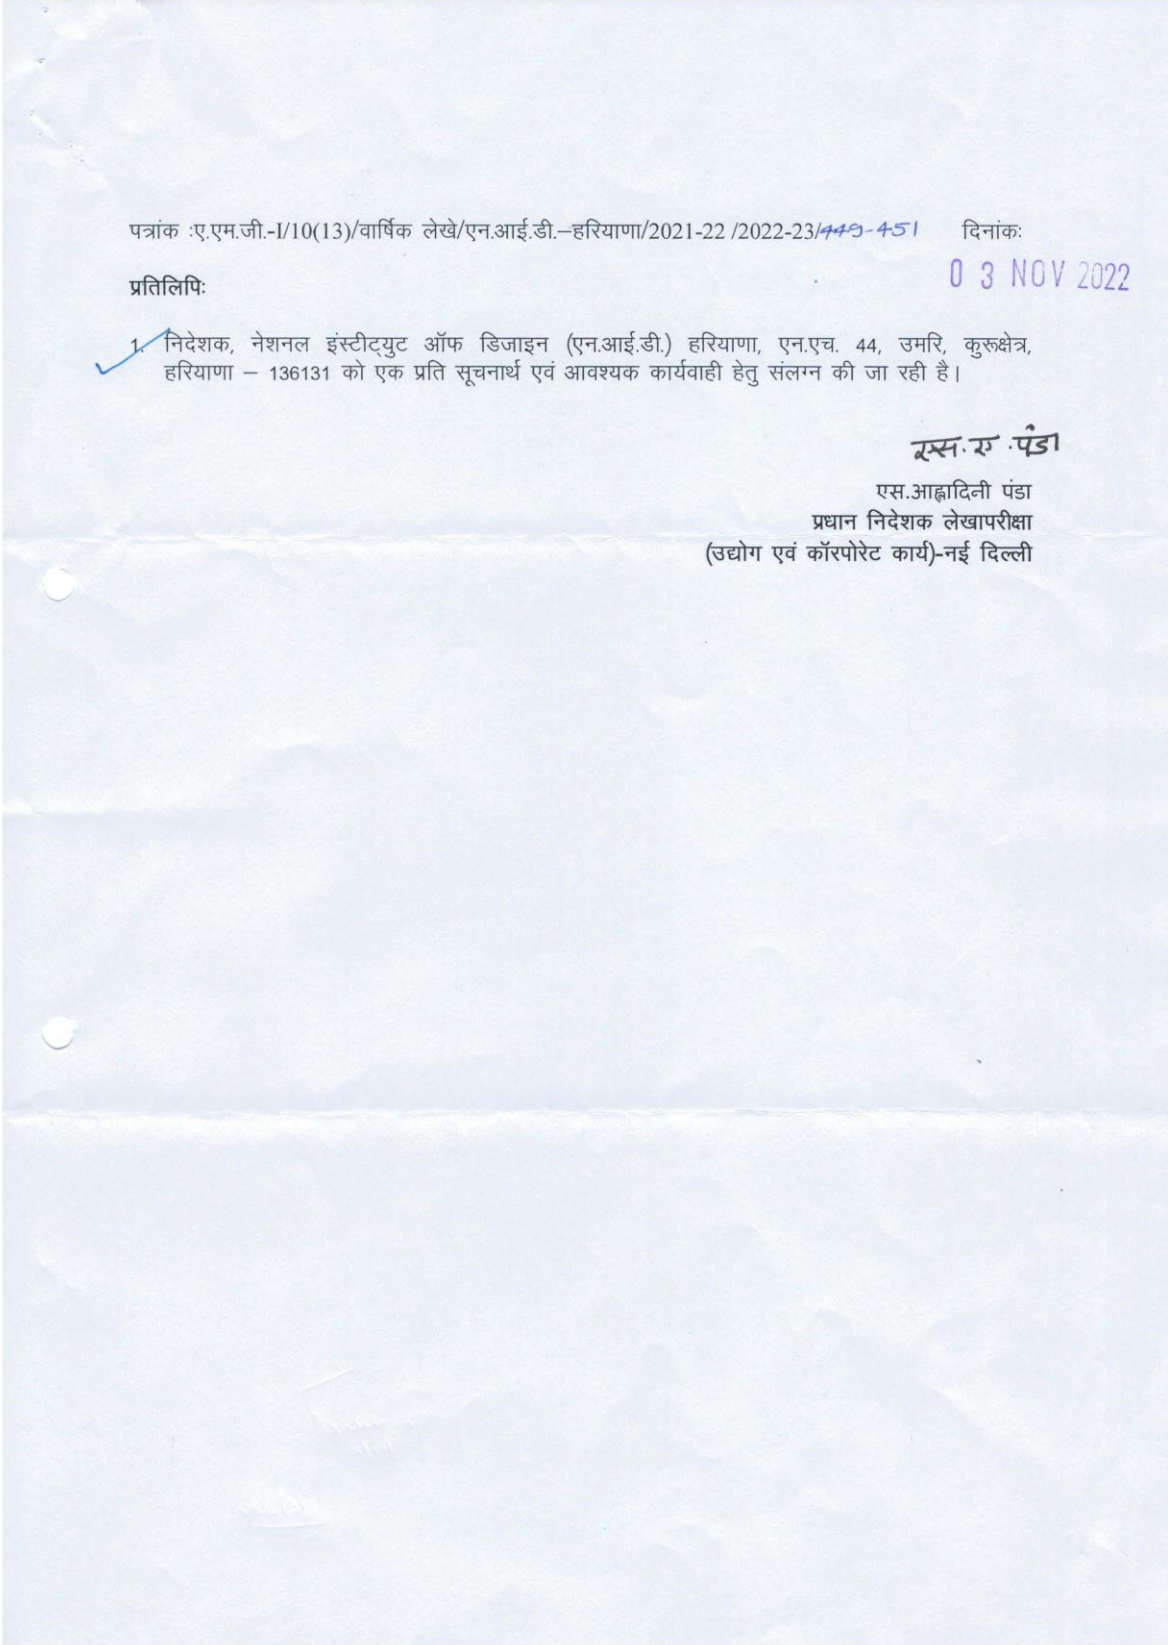 पत्रांक :ए.एम.जी.-I/10(13)/वार्षिक लेखे/एन.आई.डी.–हरियाणा/2021-22 /2022-23/449-451 दिनांकः
03 NOV 2022
प्रतिलिपिः
1. निदेशक, नेशनल इंस्टीट्युट ऑफ डिजाइन (एन.आई.डी.) हरियाणा, एन.एच. 44, उमरि, कुरूक्षेत्र,
हरियाणा – 136131 को एक प्रति सूचनार्थ एवं आवश्यक कार्यवाही हेतु संलग्न की जा रही है।
एस.ए.पंडा
एस.आह्लादिनी पंडा
प्रधान निदेशक लेखापरीक्षा
(उद्योग एवं कॉरपोरेट कार्य)-नई दिल्ली